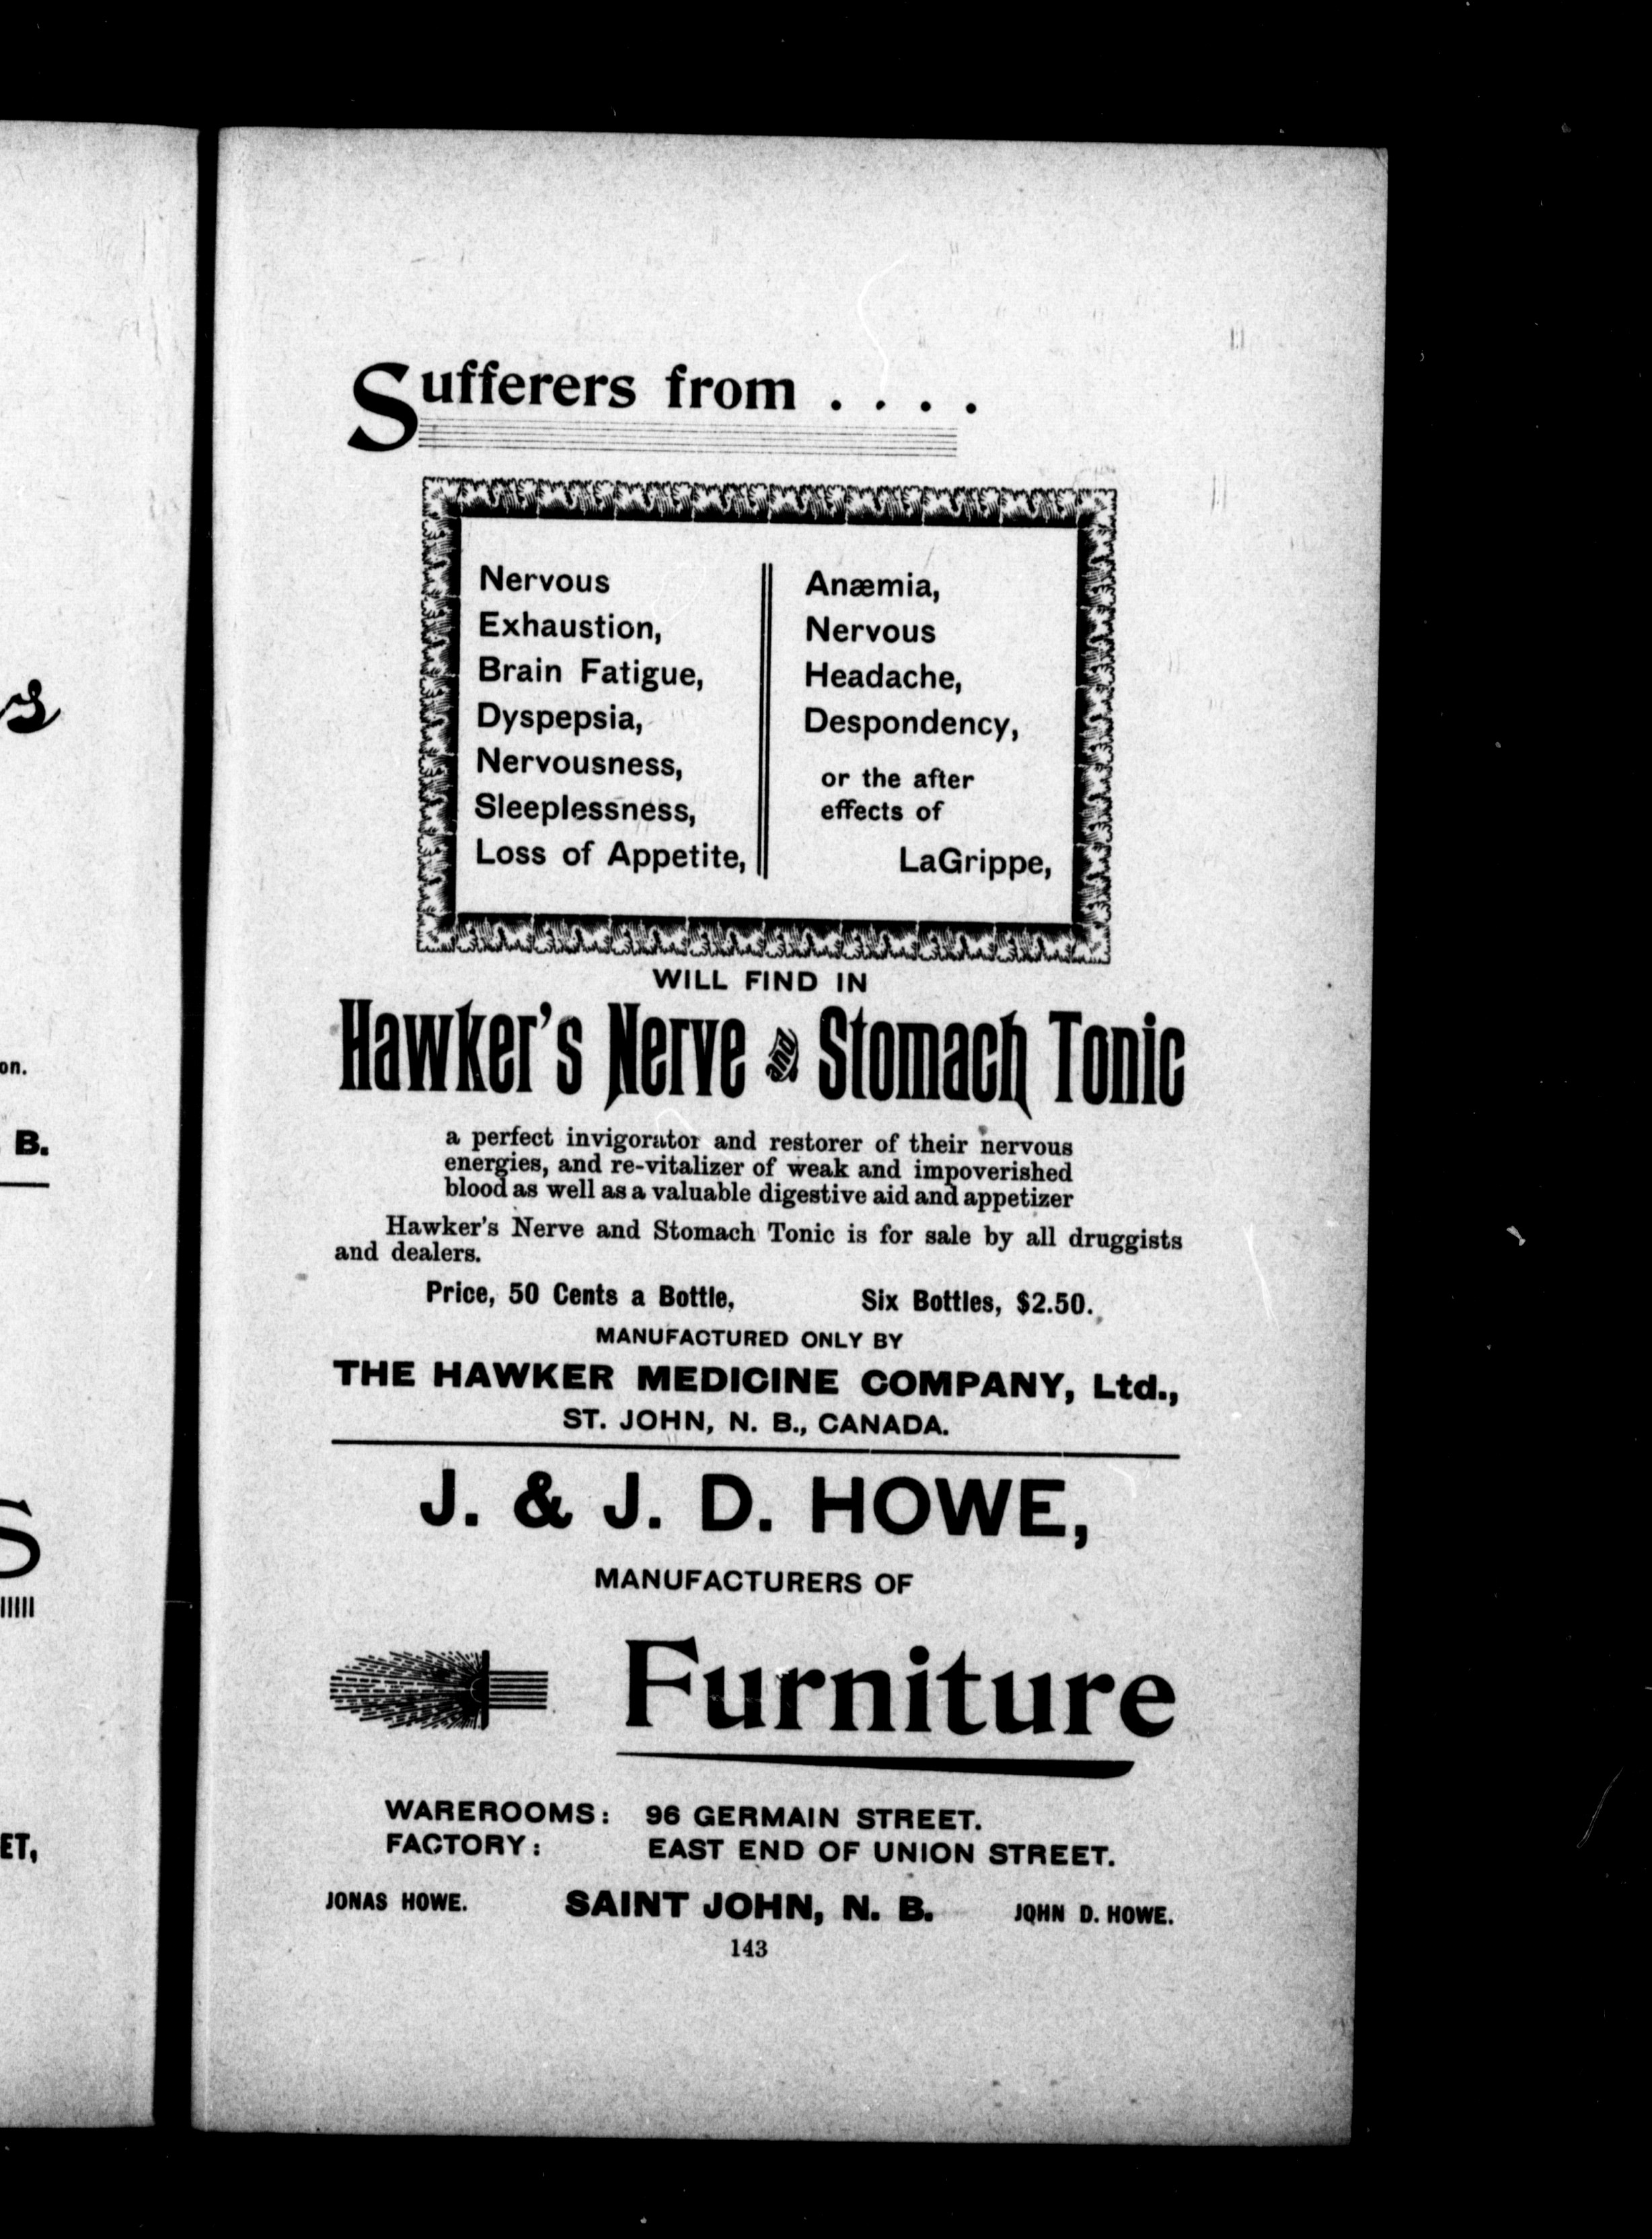 s
on.
B.
S
ET,
Sufferers from . . . .
Nervous
Exhaustion,
Brain Fatigue,
Dyspepsia,
Nervousness,
Sleeplessness,
Loss of Appetite,
Anæmia,
Nervous
Headache,
Despondency,
or the after
effects of
LaGrippe,
WILL FIND IN
Hawker's Nerve and Stomach Tonic
a perfect invigorator and restorer of their nervous
energies, and re-vitalizer of weak and impoverished
blood as well as a valuable digestive aid and appetizer
Hawker's Nerve and Stomach Tonic is for sale by all druggists
and dealers.
Price, 50 Cents a Bottle, Six Bottles, $2.50.
MANUFACTURED ONLY BY
THE HAWKER MEDICINE COMPANY, Ltd.,
ST. JOHN, N. B., CANADA.
J. & J. D. HOWE,
MANUFACTURERS OF
Furniture
WAREROOMS: 96 GERMAIN STREET.
FACTORY: EAST END OF UNION STREET.
JONAS HOWE. SAINT JOHN, N. B. JOHN D. HOWE.
143